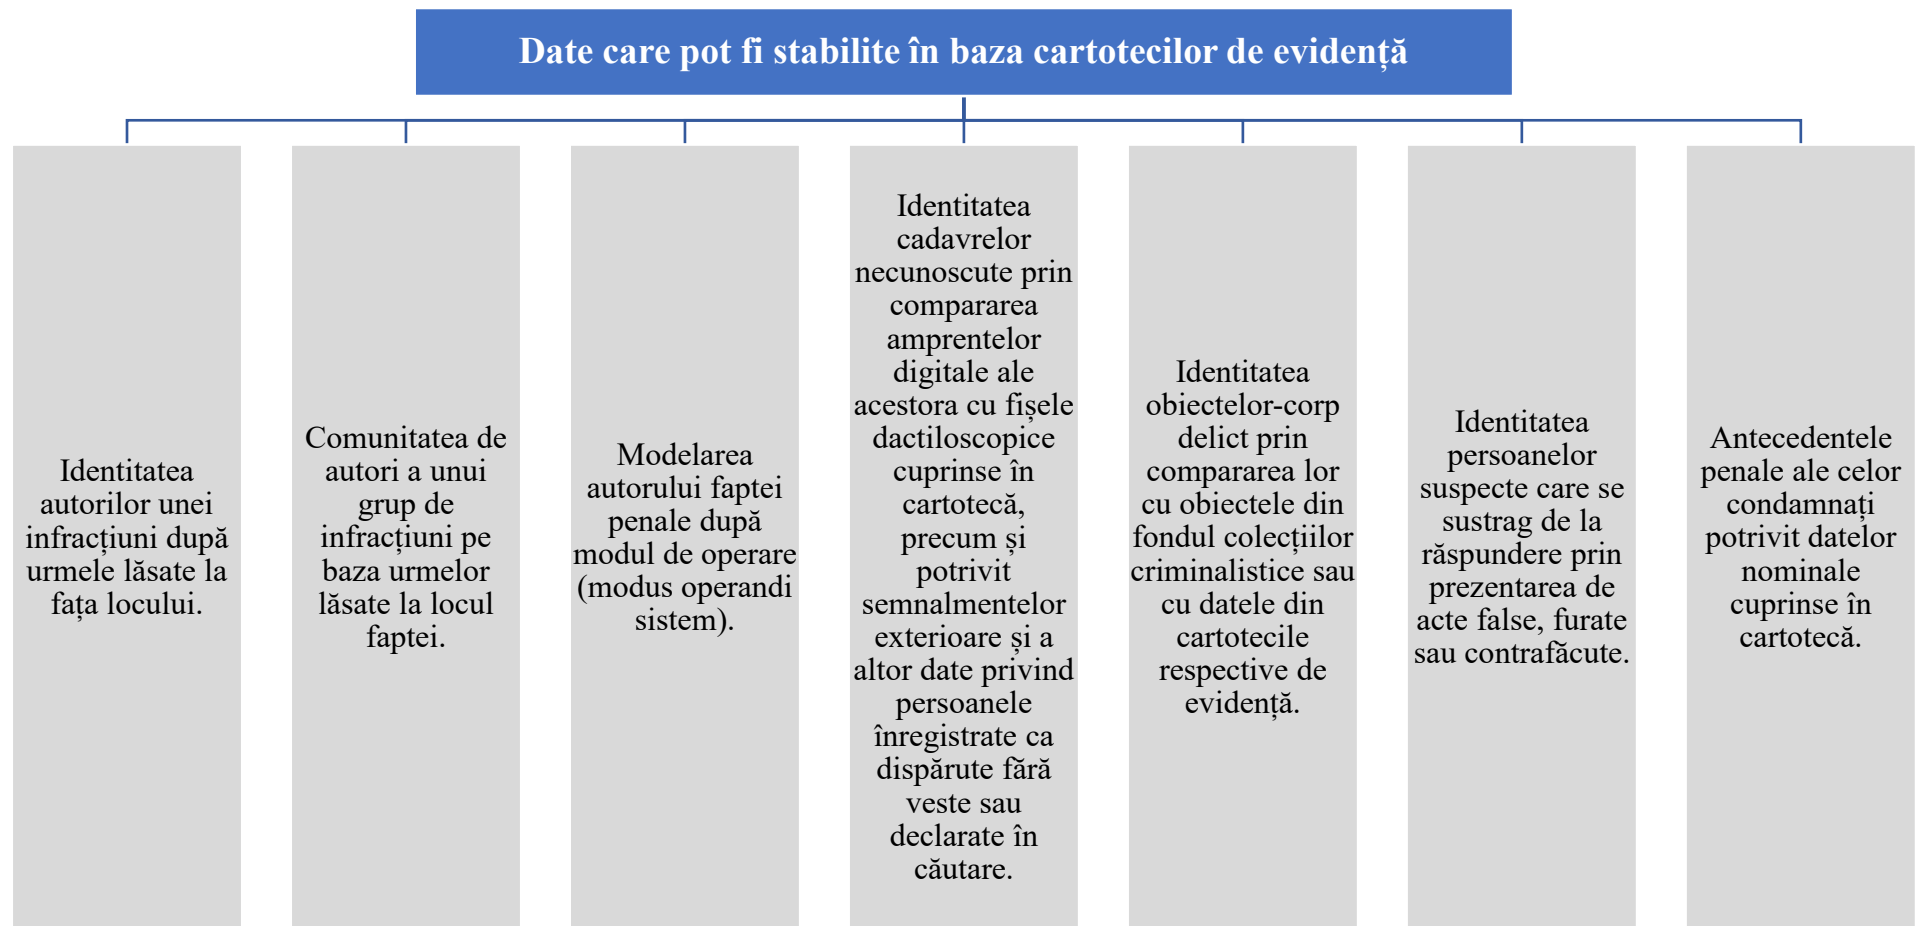 Date care pot fi stabilite în baza cartotecilor de evidență
Identitatea
autorilor unei
infracțiuni după
urmele lăsate la
fața locului.
Comunitatea de
autori a unui
grup de
infracțiuni pe
baza urmelor
lăsate la locul
faptei.
Modelarea
autorului faptei
penale după
modul de operare
(modus operandi
sistem).
Identitatea
cadavrelor
necunoscute prin
compararea
amprentelor
digitale ale
acestora cu fișele
dactiloscopice
cuprinse în
cartotecă,
precum și
potrivit
semnalmentelor
exterioare și a
altor date privind
persoanele
înregistrate ca
dispărute fără
veste sau
declarate în
căutare.
Identitatea
obiectelor-corp
delict prin
compararea lor
cu obiectele din
fondul colecțiilor
criminalistice sau
cu datele din
cartotecile
respective de
evidență.
Identitatea
persoanelor
suspecte care se
sustrag de la
răspundere prin
prezentarea de
acte false, furate
sau contrafăcute.
Antecedentele
penale ale celor
condamnați
potrivit datelor
nominale
cuprinse în
cartotecă.